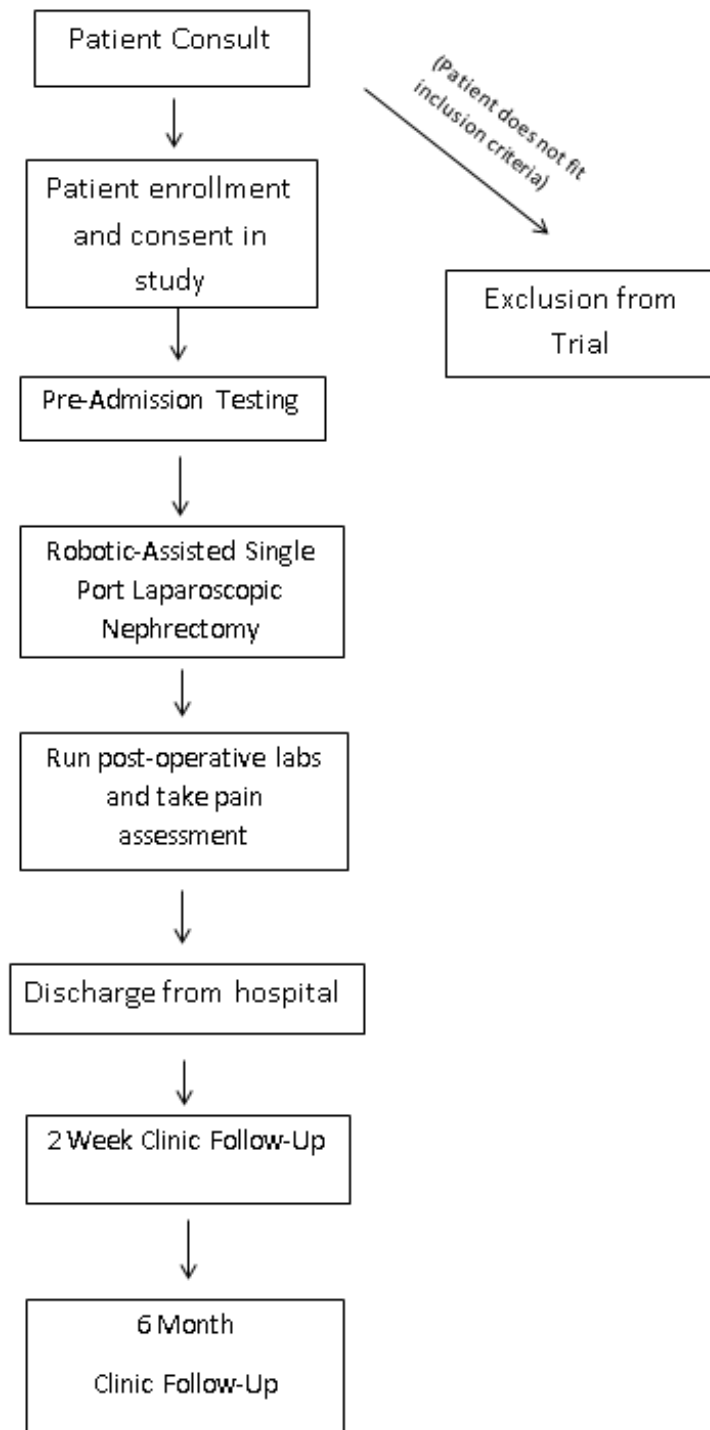 Patient Consult
(Patient does not fit
inclusion criteria)
Patient enrollment
and consent in
study
Exclusion from
Trial
Pre-Admission Testing
Robotic-Assisted Single
Port Laparoscopic
Nephrectomy
Run post-operative labs
and take pain
assessment
Discharge from hospital
2 Week Clinic Follow-Up
6 Month
Clinic Follow-Up